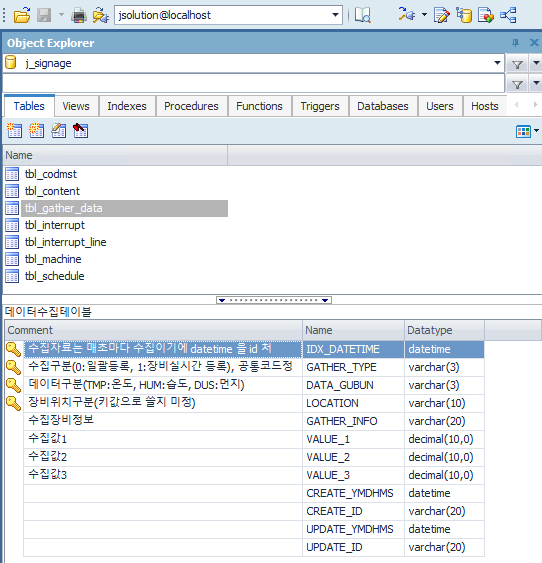 jsolution@localhost
Object Explorer
j_signage
Tables Views Indexes Procedures Functions Triggers Databases Users Hosts
Name
tbl_codmst
tbl_content
tbl_gather_data
tbl_interrupt
tbl_interrupt_line
tbl_machine
tbl_schedule
데이터수집테이블
Comment Name Datatype
수집자료는 매초마다 수집이기에 datetime 을 id 처 IDX_DATETIME datetime
수집구분(0:일괄등록, 1:장비실시간 등록), 공통코드정 GATHER_TYPE varchar(3)
데이터구분(TMP:온도, HUM:습도, DUS:먼지) DATA_GUBUN varchar(3)
장비위치구분(키값으로 쓸지 미정) LOCATION varchar(10)
수집장비정보 GATHER_INFO varchar(20)
수집값1 VALUE_1 decimal(10,0)
수집값2 VALUE_2 decimal(10,0)
수집값3 VALUE_3 decimal(10,0)
CREATE_YMDHMS datetime
CREATE_ID varchar(20)
UPDATE_YMDHMS datetime
UPDATE_ID varchar(20)